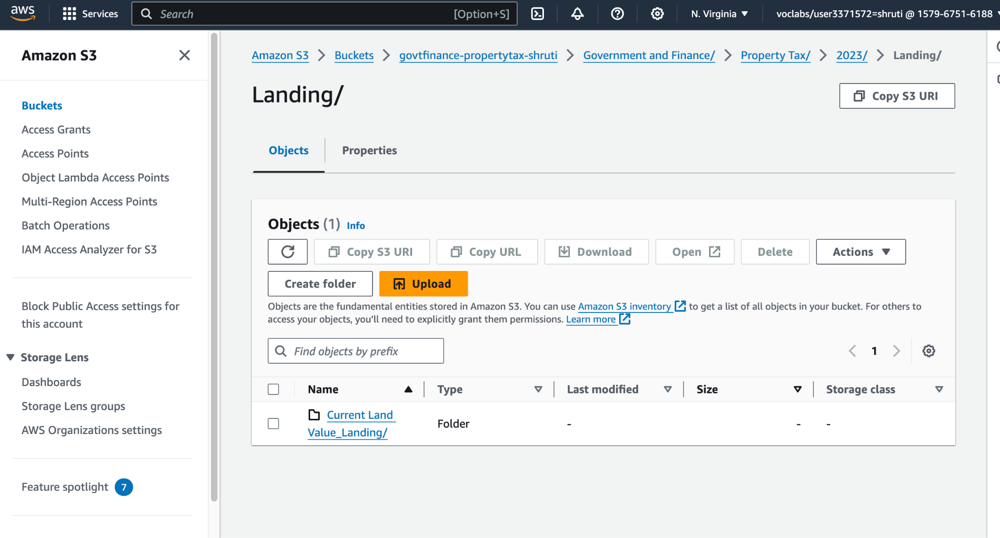 aws
Services
Search [Option+S]
N. Virginia
voclabs/user3371572=shruti @ 1579-6751-6188
Amazon S3
Buckets
Access Grants
Access Points
Object Lambda Access Points
Multi-Region Access Points
Batch Operations
IAM Access Analyzer for S3
Block Public Access settings for
this account
Storage Lens
Dashboards
Storage Lens groups
AWS Organizations settings
Feature spotlight 7
Amazon S3 > Buckets > govtfinance-propertytax-shruti > Government and Finance/ > Property Tax/ > 2023/ > Landing/
Landing/
Copy S3 URI
Objects Properties
Objects (1) Info
Copy S3 URI Copy URL Download Open Delete Actions
Create folder Upload
Objects are the fundamental entities stored in Amazon S3. You can use Amazon S3 inventory to get a list of all objects in your bucket. For others to
access your objects, you'll need to explicitly grant them permissions. Learn more
Find objects by prefix
1
Name Type Last modified Size Storage class
Current Land
Value_Landing/
Folder - - -